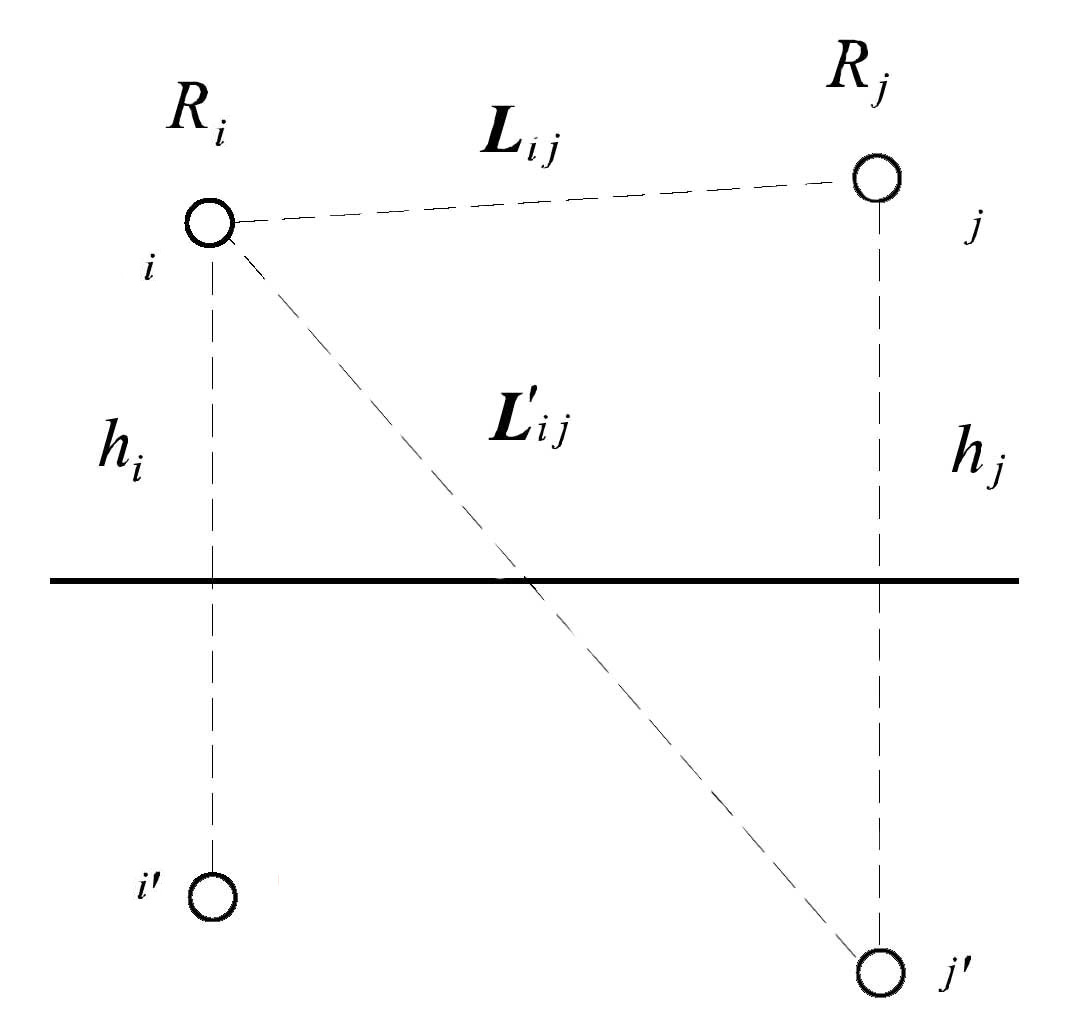 R_j
R_i
L_ij
j
i
L'_ij
h_i
h_j
i'
j'